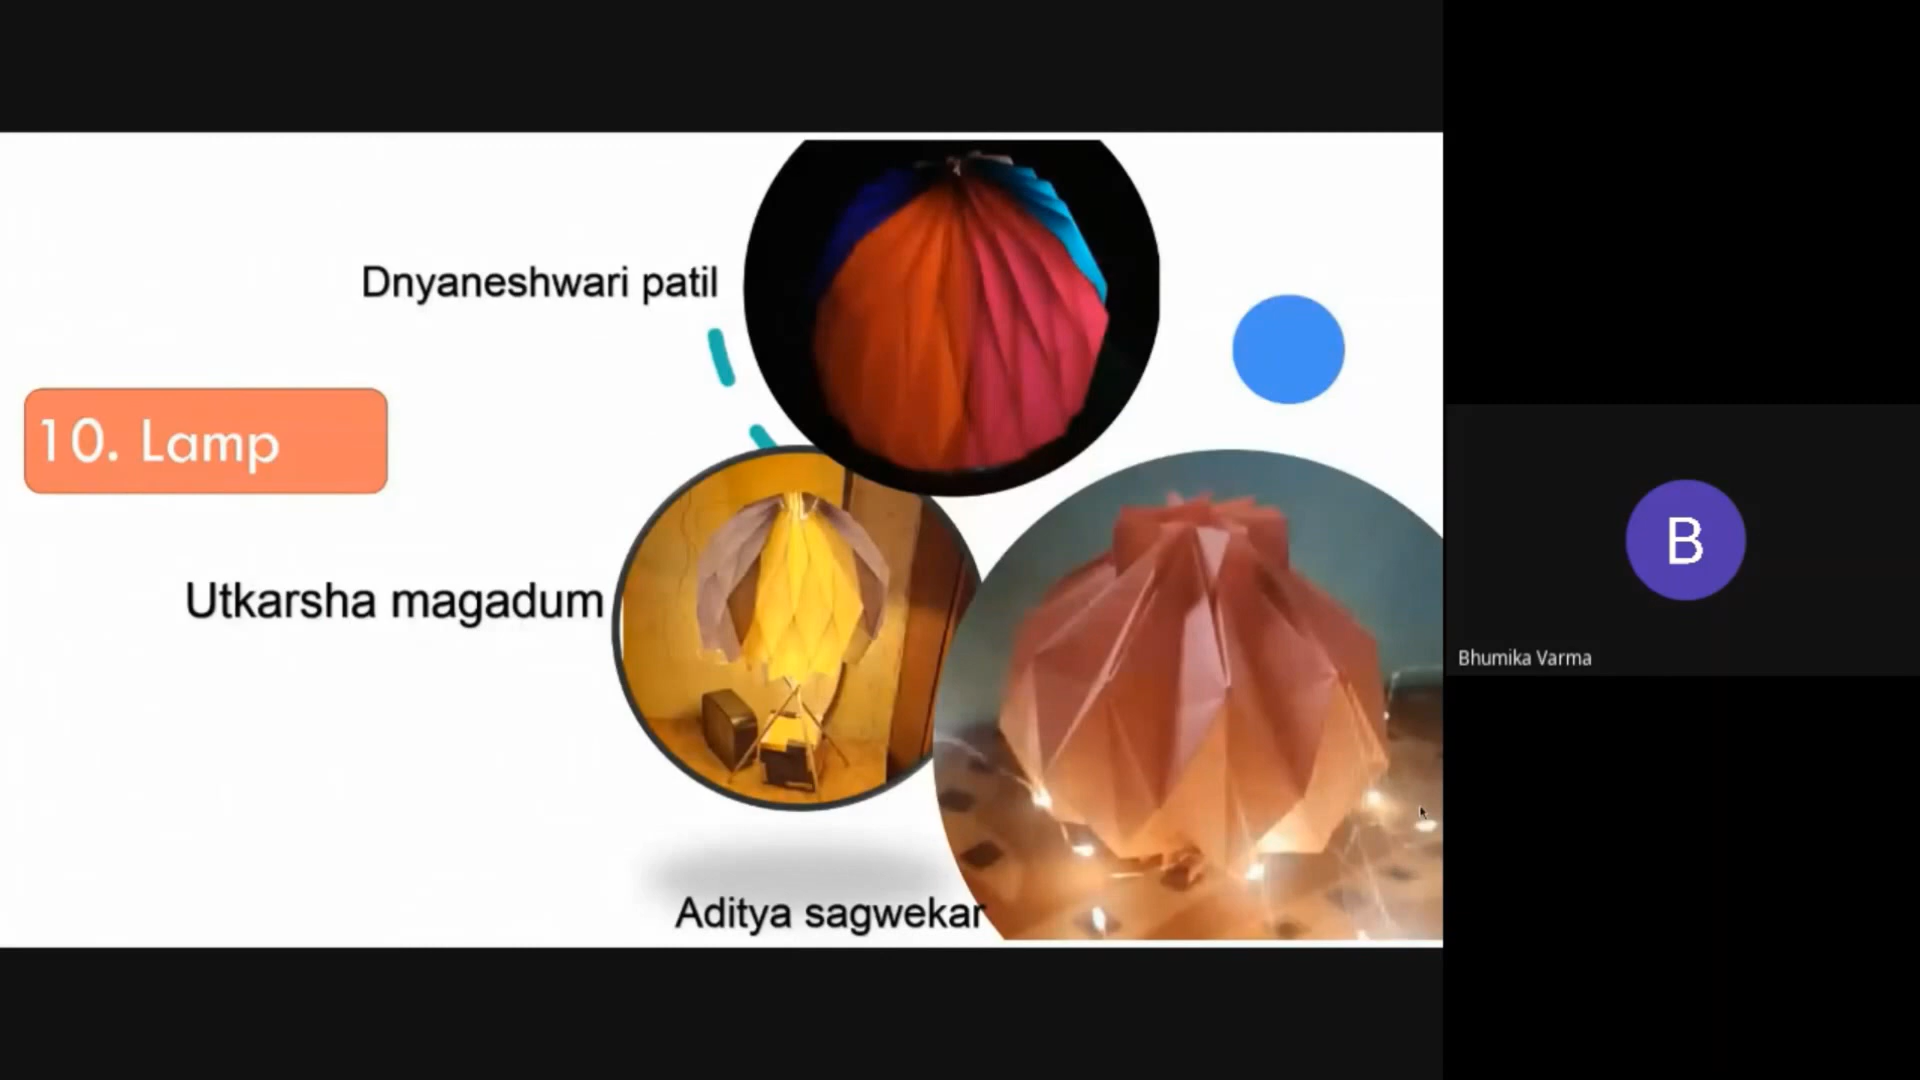 Dnyaneshwari patil
10. Lamp
Utkarsha magadum
Aditya sagwekar
B
Bhumika Varma